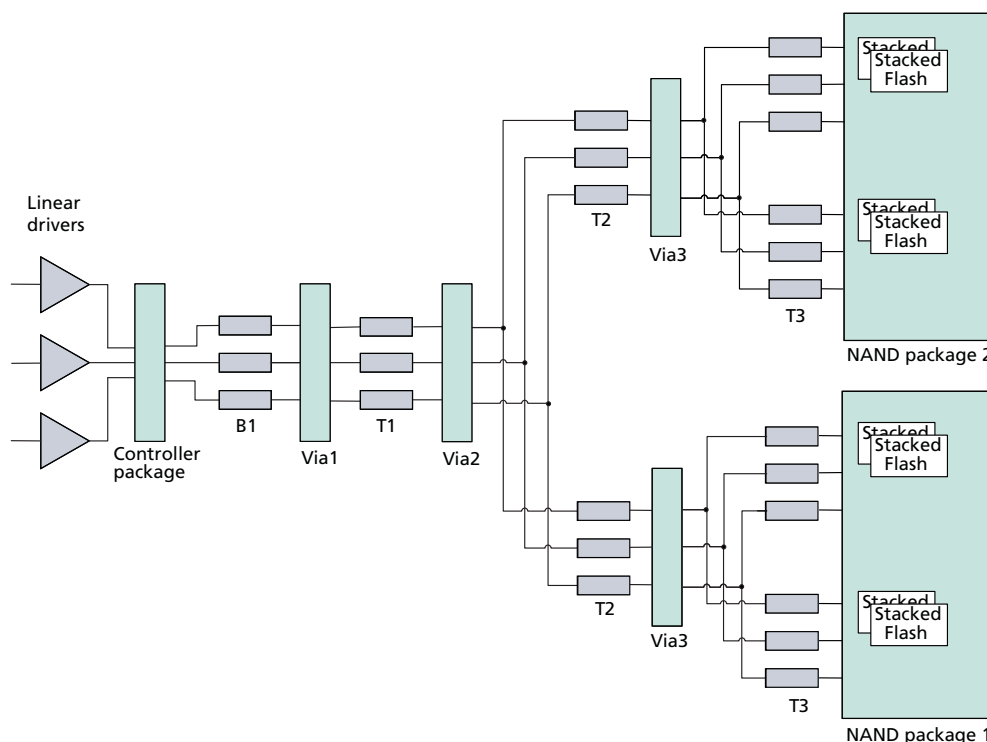 Linear
drivers
Controller
package
B1
Via1
T1
Via2
T2
Via3
T3
Stacked
Stacked
Flash
Stacked
Stacked
Flash
NAND package 2
T2
Via3
T3
Stacked
Stacked
Flash
Stacked
Stacked
Flash
NAND package 1